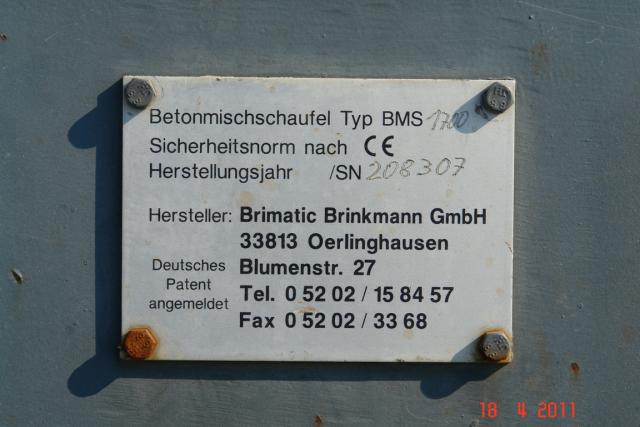 Betonmischschaufel Typ BMS 1700
Sicherheitsnorm nach CE
Herstellungsjahr /SN 208307
Hersteller: Brimatic Brinkmann GmbH
33813 Oerlinghausen
Deutsches Patent angemeldet
Blumenstr. 27
Tel. 0 52 02 / 15 84 57
Fax 0 52 02 / 33 68
18 4 2011